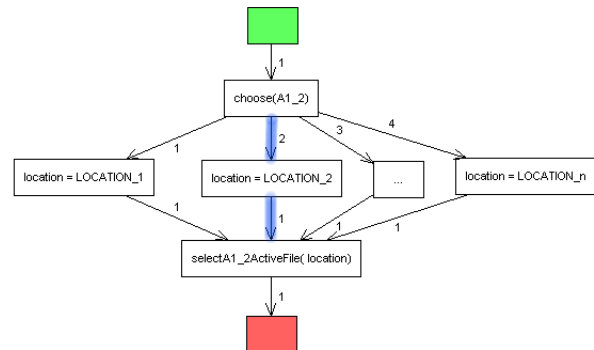 1
choose(A1_2)
1
2
3
4
location = LOCATION_1
location = LOCATION_2
...
location = LOCATION_n
1
1
1
1
selectA1_2ActiveFile( location)
1